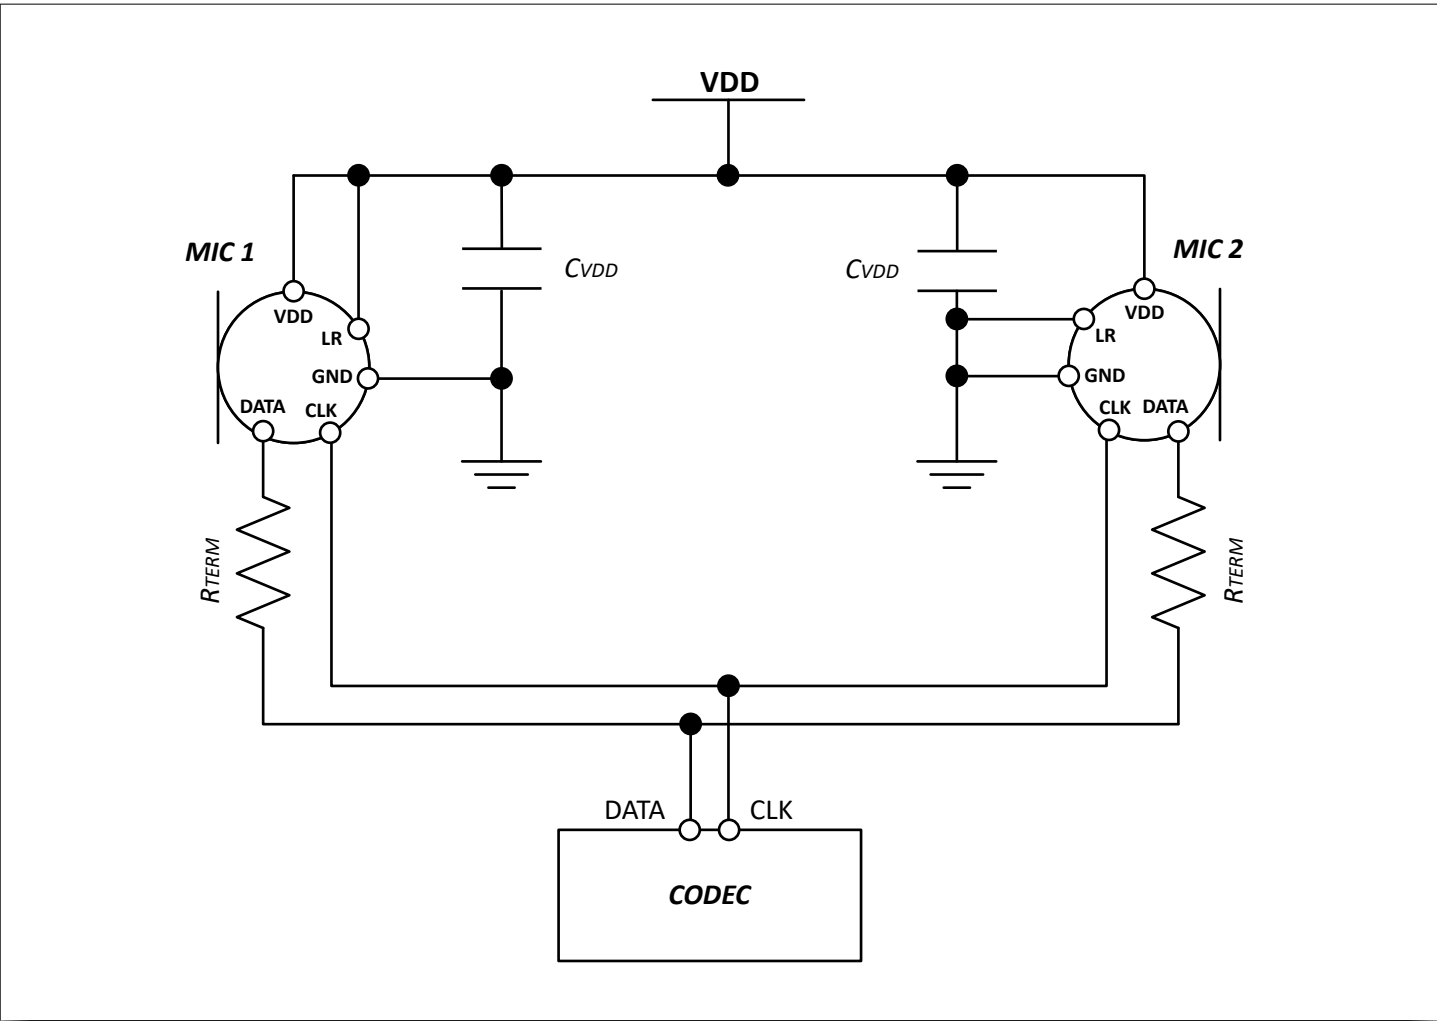 VDD
MIC 1
MIC 2
CVDD
CVDD
VDD
LR
GND
DATA
CLK
VDD
LR
GND
CLK
DATA
RTERM
RTERM
DATA
CLK
CODEC